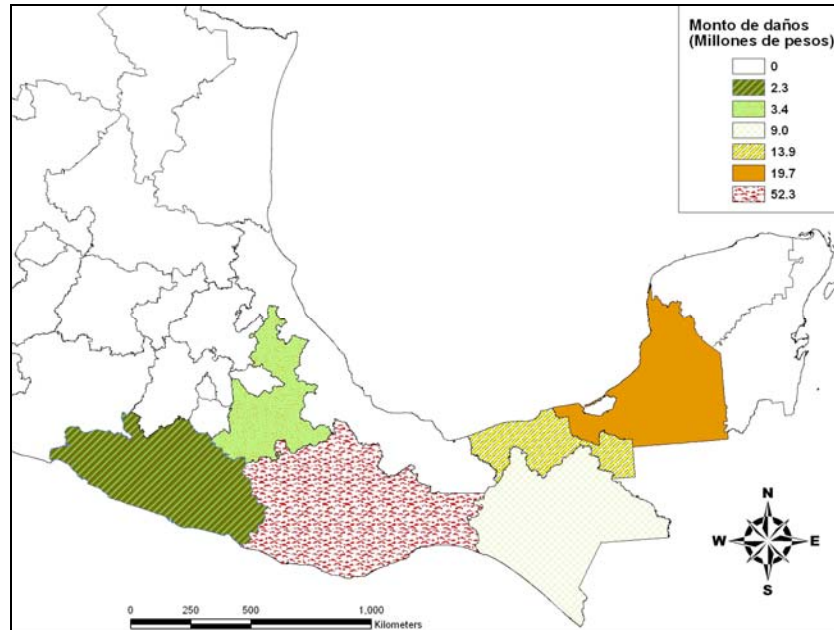 Monto de daños
(Millones de pesos)
0
2.3
3.4
9.0
13.9
19.7
52.3
N
W E
S
0 250 500 1,000
Kilometers